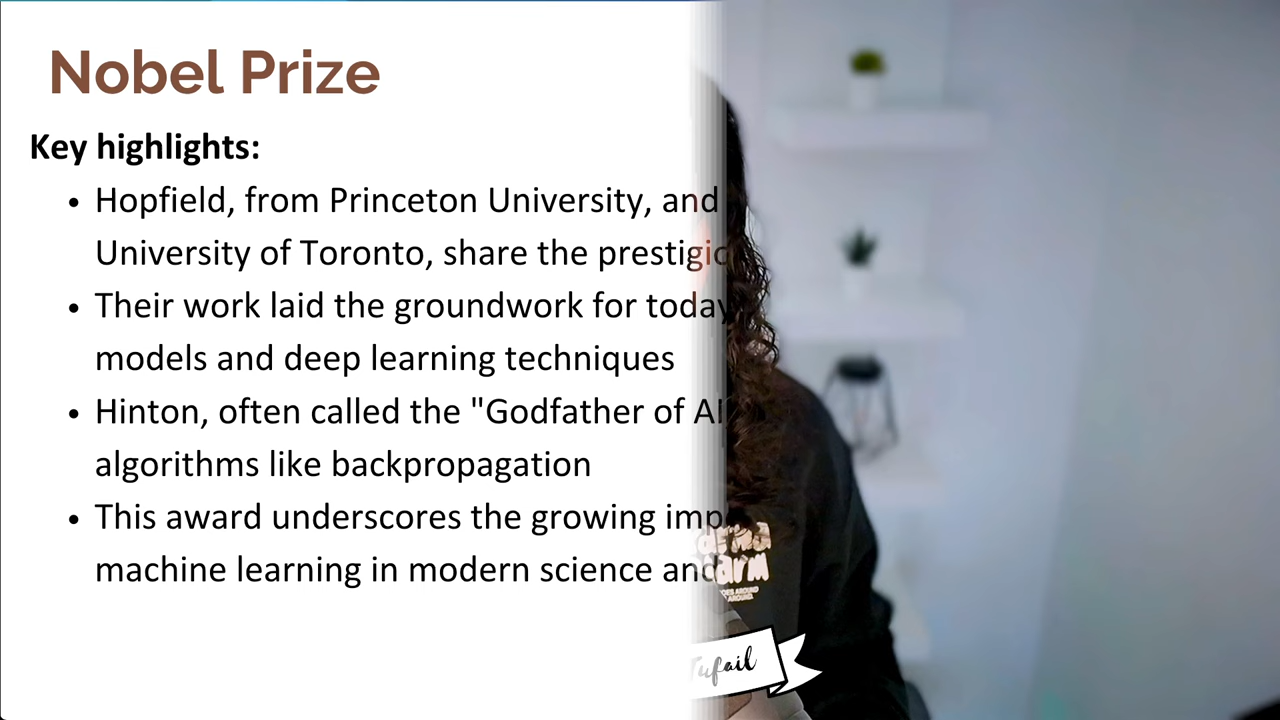 Nobel Prize
Key highlights:
Hopfield, from Princeton University, and
University of Toronto, share the
Their work laid the groundwork for today
models and deep learning techniques
Hinton, often called the "Godfather of AI
algorithms like backpropagation
This award underscores the growing
machine learning in modern science and
Tufail